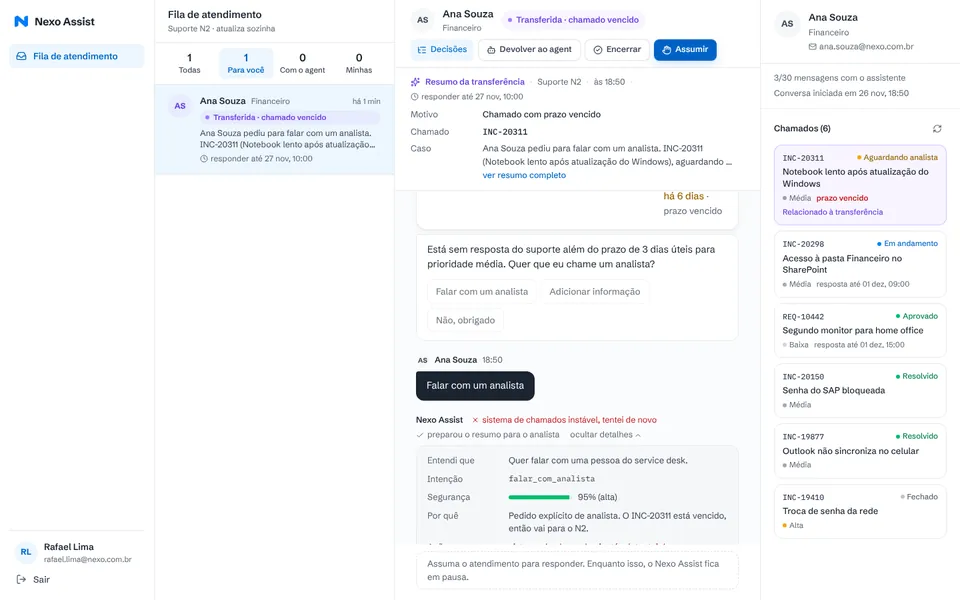 Nexo Assist
Fila de atendimento
Rafael Lima
rafael.lima@nexo.com.br
Sair
Fila de atendimento
Suporte N2 · atualiza sozinha
1 Todas
1 Para você
0 Com o agent
0 Minhas
AS Ana Souza Financeiro há 1 min
Transferida · chamado vencido
Ana Souza pediu para falar com um analista.
INC-20311 (Notebook lento após atualização...
responder até 27 nov, 10:00
AS Ana Souza Transferida · chamado vencido
Financeiro
Decisões Devolver ao agent Encerrar Assumir
Resumo da transferência · Suporte N2 · às 18:50 ·
responder até 27 nov, 10:00
Motivo Chamado com prazo vencido
Chamado INC-20311
Caso Ana Souza pediu para falar com um analista. INC-20311
(Notebook lento após atualização do Windows), aguardando ...
ver resumo completo
há 6 dias ·
prazo vencido
Está sem resposta do suporte além do prazo de 3 dias úteis para
prioridade média. Quer que eu chame um analista?
Falar com um analista Adicionar informação
Não, obrigado
AS Ana Souza 18:50
Falar com um analista
Nexo Assist × sistema de chamados instável, tentei de novo
preparou o resumo para o analista ocultar detalhes
Entendi que Quer falar com uma pessoa do service desk.
Intenção falar_com_analista
Segurança 95% (alta)
Por quê Pedido explícito de analista. O INC-20311 está vencido,
então vai para o N2.
Assuma o atendimento para responder. Enquanto isso, o Nexo Assist fica
em pausa.
AS Ana Souza
Financeiro
ana.souza@nexo.com.br
3/30 mensagens com o assistente
Conversa iniciada em 26 nov, 18:50
Chamados (6)
INC-20311 Aguardando analista
Notebook lento após atualização do
Windows
Média prazo vencido
Relacionado à transferência
INC-20298 Em andamento
Acesso à pasta Financeiro no
SharePoint
Média resposta até 01 dez, 09:00
REQ-10442 Aprovado
Segundo monitor para home office
Baixa resposta até 01 dez, 15:00
INC-20150 Resolvido
Senha do SAP bloqueada
Média
INC-19877 Resolvido
Outlook não sincroniza no celular
Média
INC-19410 Fechado
Troca de senha da rede
Alta
RL